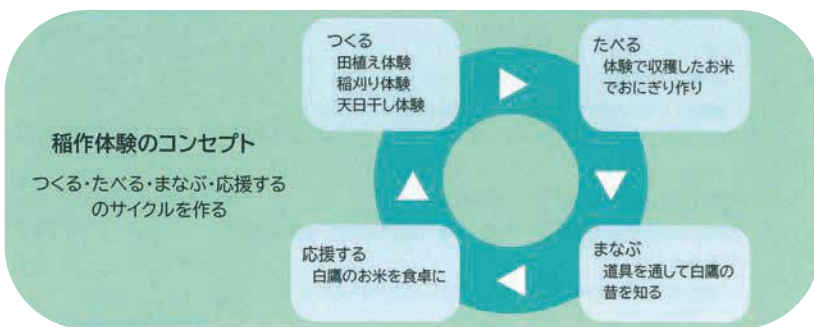 稲作体験のコンセプト
つくる・たべる・まなぶ・応援する
のサイクルを作る
つくる
田植え体験
稲刈り体験
天日干し体験
たべる
体験で収穫したお米
でおにぎり作り
まなぶ
道具を通して白鷹の
昔を知る
応援する
白鷹のお米を食卓に